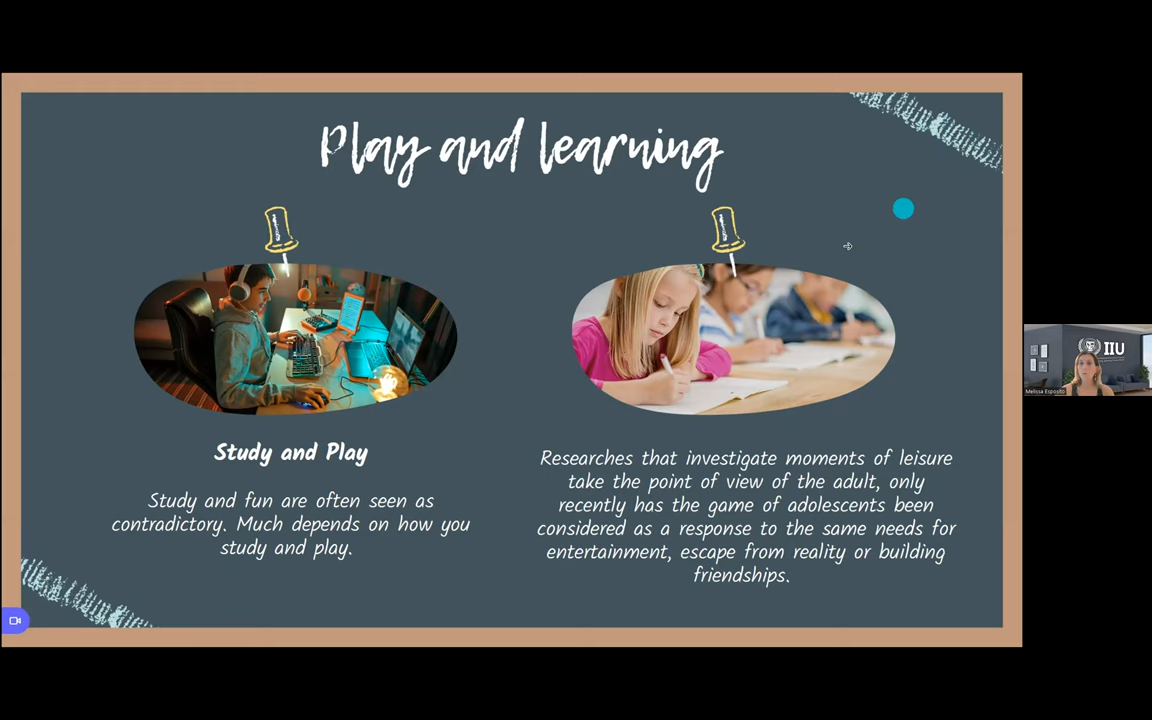 Play and learning
Study and Play
Study and fun are often seen as
contradictory. Much depends on how you
study and play.
Researches that investigate moments of leisure
take the point of view of the adult, only
recently has the game of adolescents been
considered as a response to the same needs for
entertainment, escape from reality or building
friendships.
IIU
Melissa Esposito